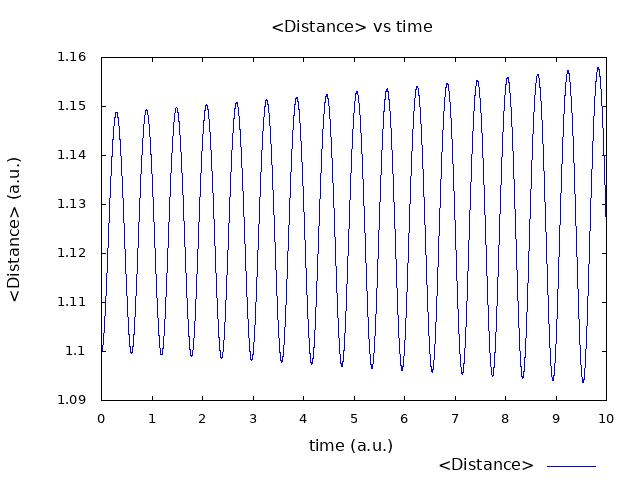 <Distance> vs time
1.16
1.15
1.14
1.13
1.12
1.11
1.1
1.09
<Distance> (a.u.)
0 1 2 3 4 5 6 7 8 9 10
time (a.u.)
<Distance>